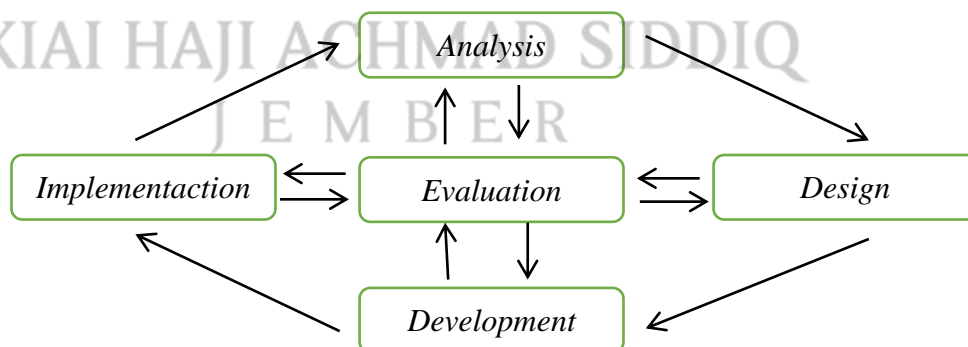 KIAI HAJI ACHMAD SIDDIQ
Analysis
J E M B E R
Implementaction
Evaluation
Design
Development